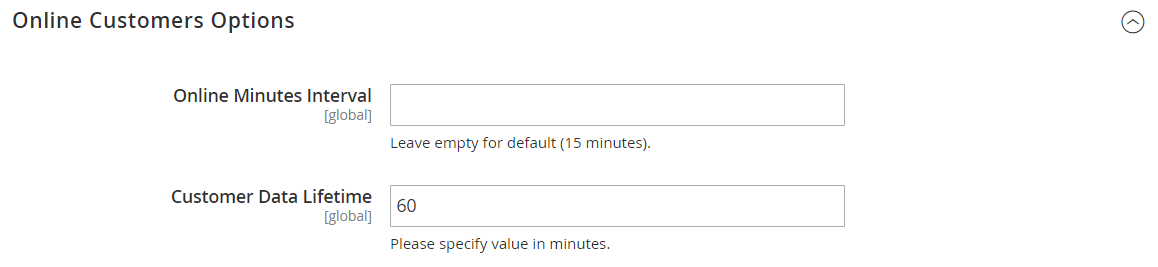 Online Customers Options
Online Minutes Interval
[global]
Leave empty for default (15 minutes).
Customer Data Lifetime
60
[global]
Please specify value in minutes.